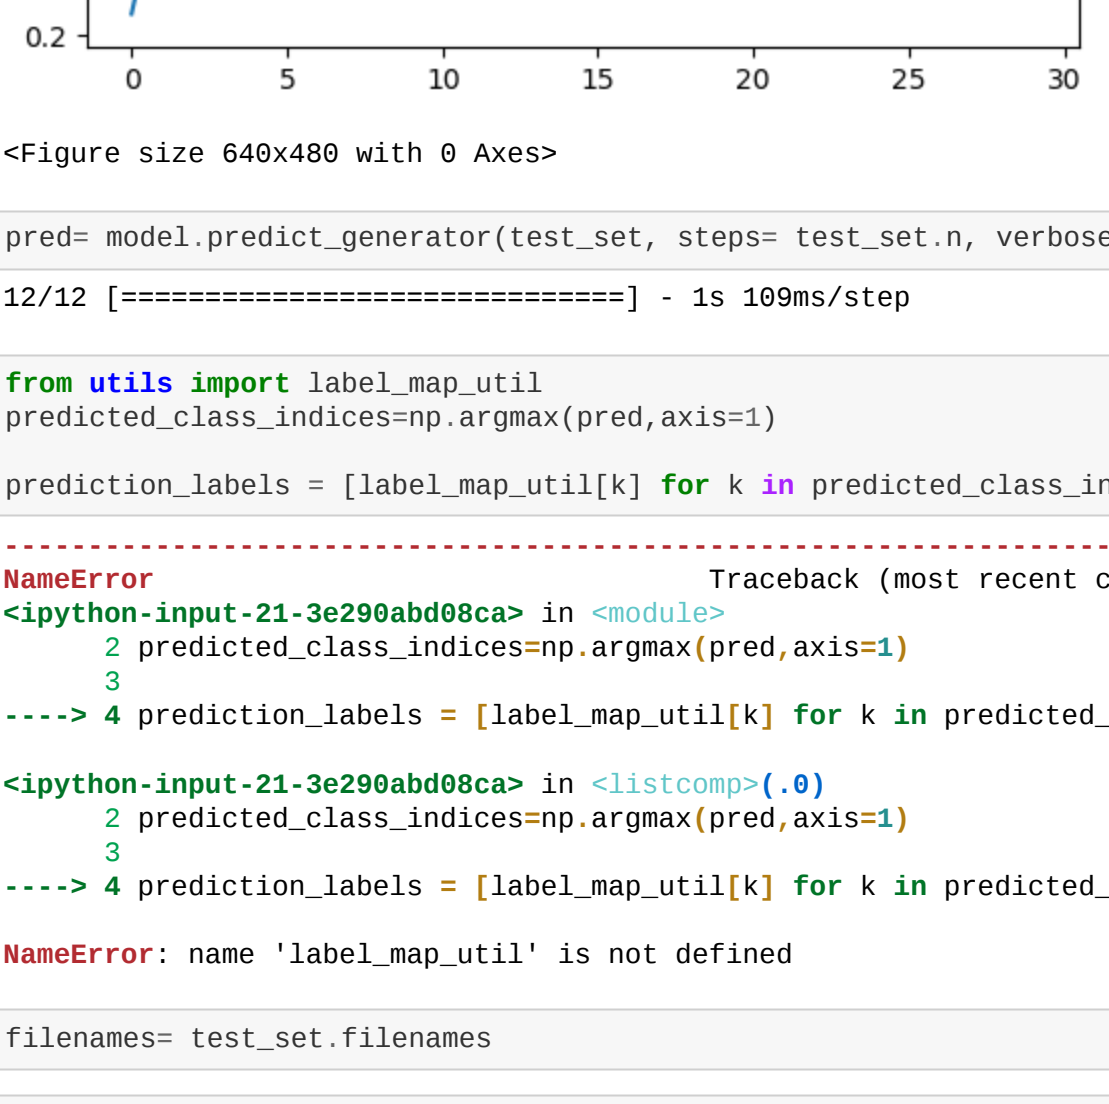 0.2
0 5 10 15 20 25 30
<Figure size 640x480 with 0 Axes>
pred= model.predict_generator(test_set, steps= test_set.n, verbose
12/12 [==============================] - 1s 109ms/step
from utils import label_map_util
predicted_class_indices=np.argmax(pred,axis=1)
prediction_labels = [label_map_util[k] for k in predicted_class_in
---------------------------------------------------------------------------
NameError Traceback (most recent c
<ipython-input-21-3e290abd08ca> in <module>
2 predicted_class_indices=np.argmax(pred,axis=1)
3
----> 4 prediction_labels = [label_map_util[k] for k in predicted_
<ipython-input-21-3e290abd08ca> in <listcomp>(.0)
2 predicted_class_indices=np.argmax(pred,axis=1)
3
----> 4 prediction_labels = [label_map_util[k] for k in predicted_
NameError: name 'label_map_util' is not defined
filenames= test_set.filenames